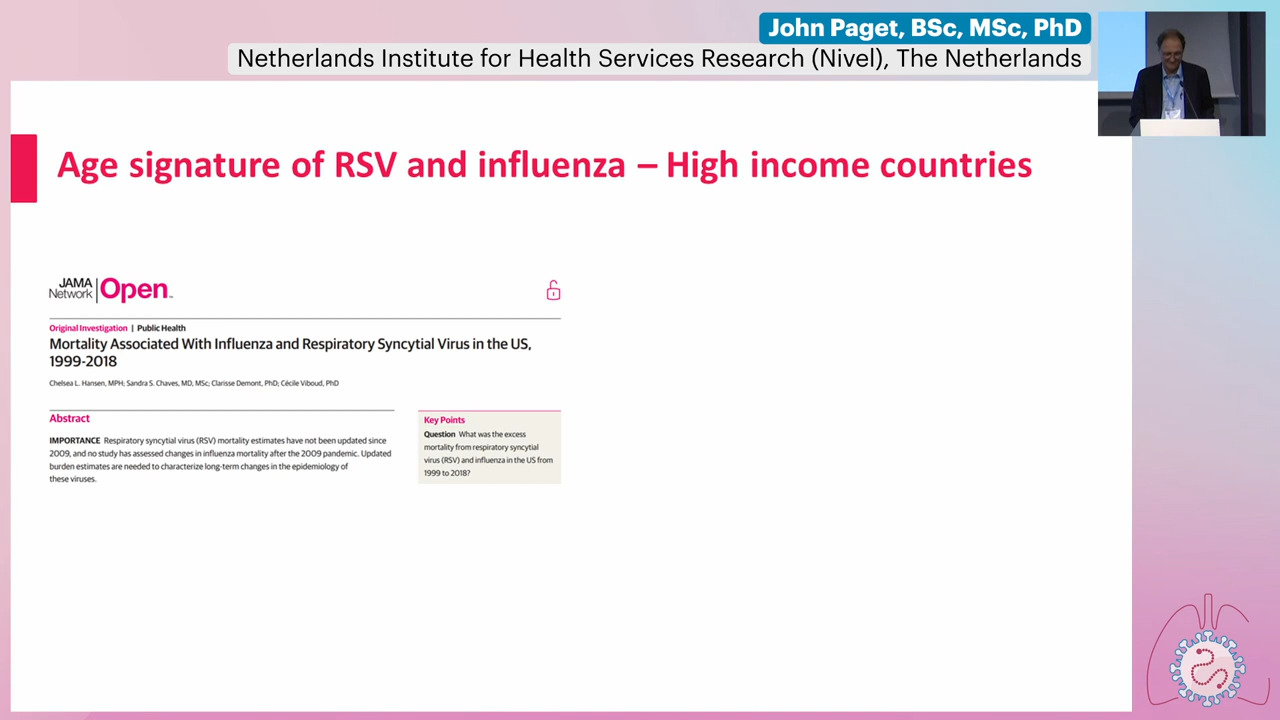 John Paget, BSc, MSc, PhD
Netherlands Institute for Health Services Research (Nivel), The Netherlands
Age signature of RSV and influenza – High income countries
JAMA
Network | Open™
Original Investigation | Public Health
Mortality Associated With Influenza and Respiratory Syncytial Virus in the US,
1999-2018
Chelsea L. Hansen, MPH; Sandra S. Chaves, MD, MSc; Clarisse Demont, PhD; Cécile Viboud, PhD
Abstract
IMPORTANCE Respiratory syncytial virus (RSV) mortality estimates have not been updated since
2009, and no study has assessed changes in influenza mortality after the 2009 pandemic. Updated
burden estimates are needed to characterize long-term changes in the epidemiology of
these viruses.
Key Points
Question What was the excess
mortality from respiratory syncytial
virus (RSV) and influenza in the US from
1999 to 2018?